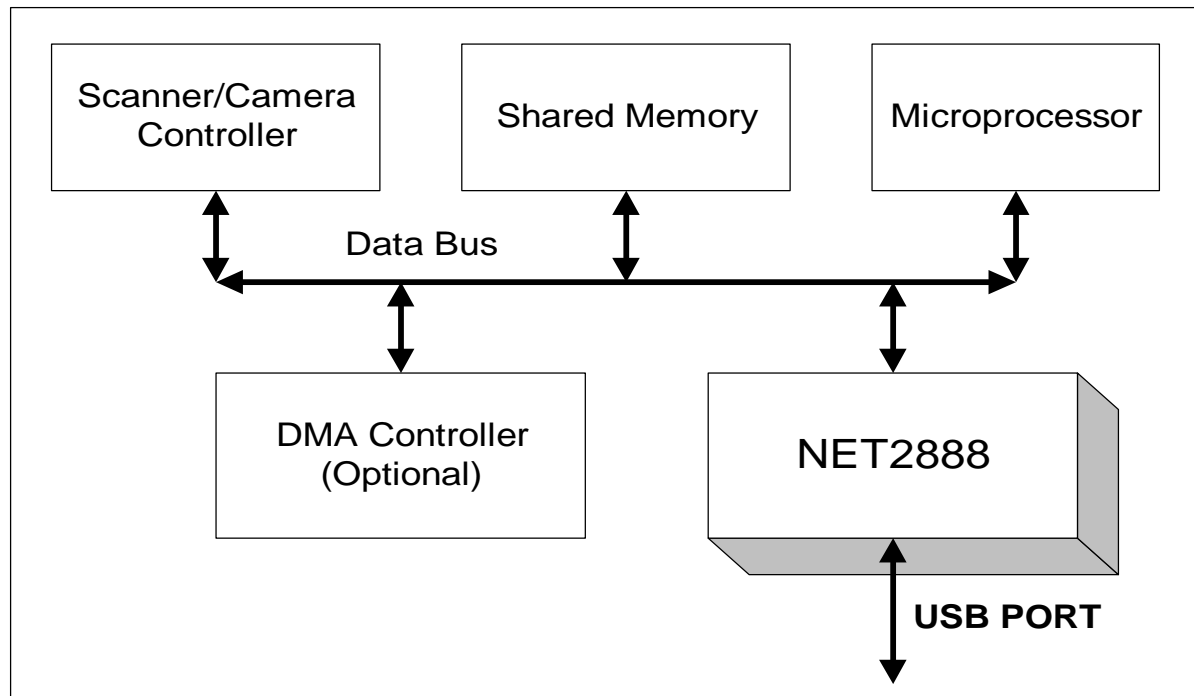 Scanner/Camera
Controller
Shared Memory
Microprocessor
Data Bus
DMA Controller
(Optional)
NET2888
USB PORT